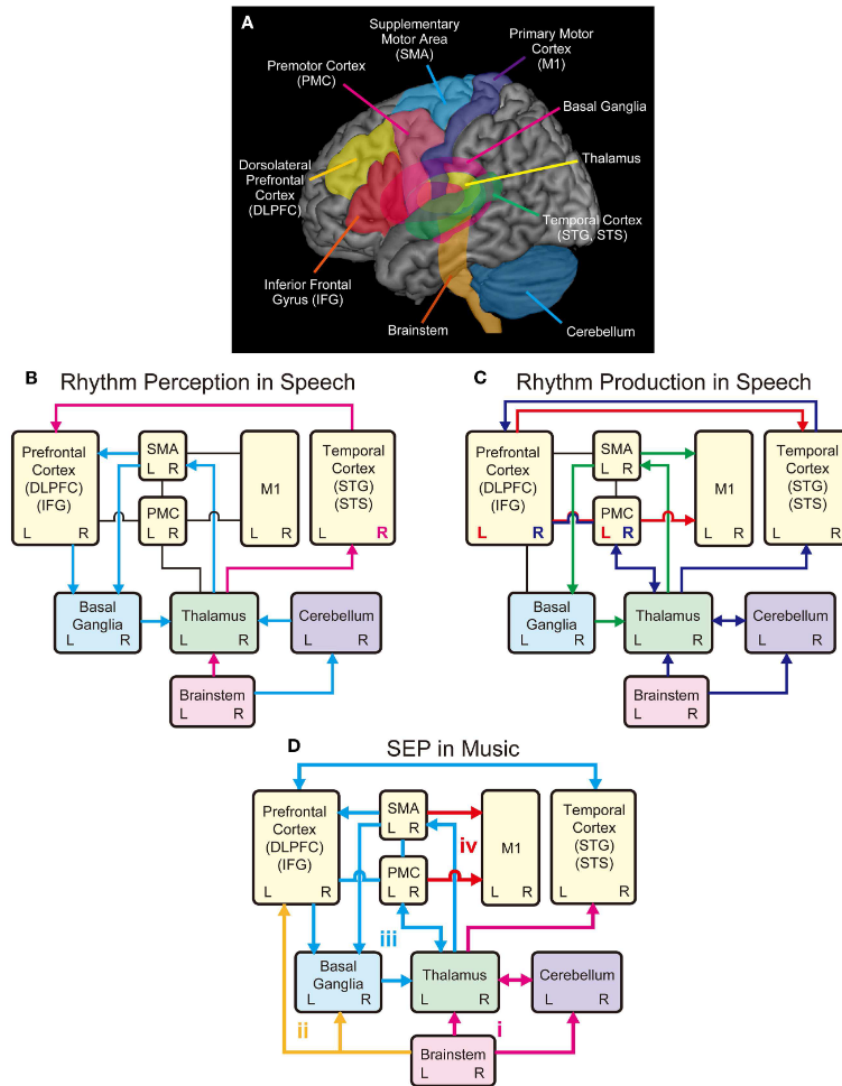 A
Supplementary
Motor Area
(SMA)
Primary Motor
Cortex
(M1)
Premotor Cortex
(PMC)
Basal Ganglia
Thalamus
Dorsolateral
Prefrontal
Cortex
(DLPFC)
Temporal Cortex
(STG, STS)
Inferior Frontal
Gyrus (IFG)
Brainstem
Cerebellum
B
Rhythm Perception in Speech
Prefrontal
Cortex
(DLPFC)
(IFG)
L R
SMA
L R
PMC
L R
M1
L R
Temporal
Cortex
(STG)
(STS)
L R
Basal
Ganglia
L R
Thalamus
L R
Cerebellum
L R
Brainstem
L R
C
Rhythm Production in Speech
Prefrontal
Cortex
(DLPFC)
(IFG)
L R
SMA
L R
PMC
L R
M1
L R
Temporal
Cortex
(STG)
(STS)
L R
Basal
Ganglia
L R
Thalamus
L R
Cerebellum
L R
Brainstem
L R
D
SEP in Music
Prefrontal
Cortex
(DLPFC)
(IFG)
L R
SMA
L R
PMC
L R
iv
M1
L R
Temporal
Cortex
(STG)
(STS)
L R
iii
Basal
Ganglia
L R
Thalamus
L R
Cerebellum
L R
ii
i
Brainstem
L R